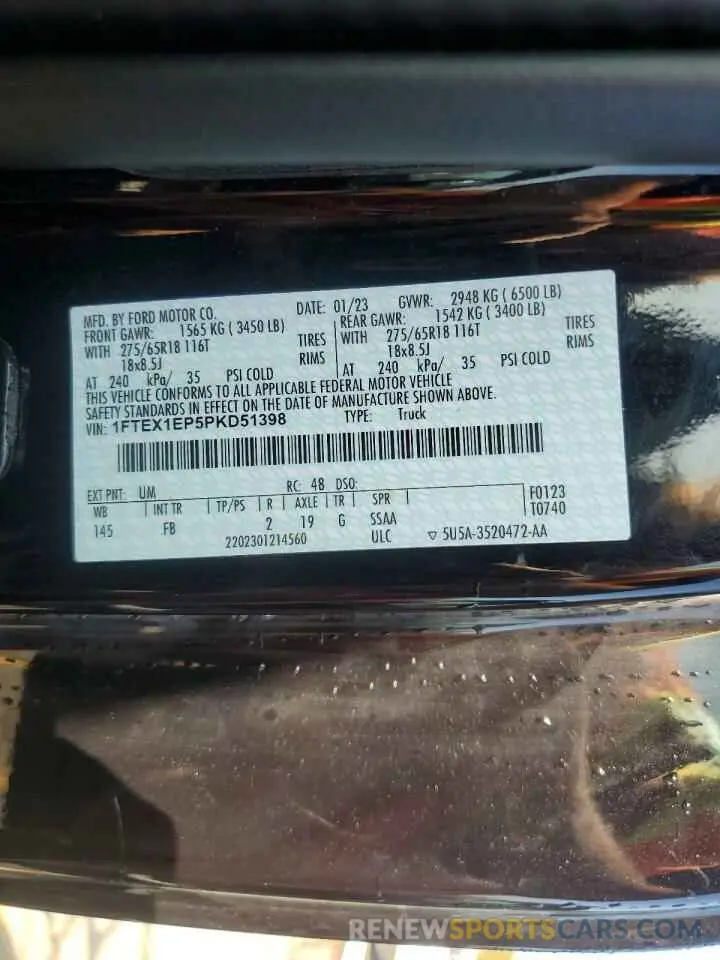 MFD. BY FORD MOTOR CO. DATE: 01/23 GVWR: 2948 KG ( 6500 LB)
FRONT GAWR: 1565 KG ( 3450 LB) REAR GAWR: 1542 KG ( 3400 LB)
WITH 275/65R18 116T TIRES WITH 275/65R18 116T TIRES
18x8.5J RIMS 18x8.5J RIMS
AT 240 kPa/ 35 PSI COLD AT 240 kPa/ 35 PSI COLD
THIS VEHICLE CONFORMS TO ALL APPLICABLE FEDERAL MOTOR VEHICLE
SAFETY STANDARDS IN EFFECT ON THE DATE OF MANUFACTURE SHOWN ABOVE.
VIN: 1FTEX1EP5PKD51398 TYPE: Truck
EXT PNT: UM RC: 48 DSO:
WB INT TR TP/PS R AXLE TR SPR F0123
145 FB 2 19 G SSAA T0740
2202301214560 ULC ▽ 5U5A-3520472-AA
RENEWSPORTSCARS.COM